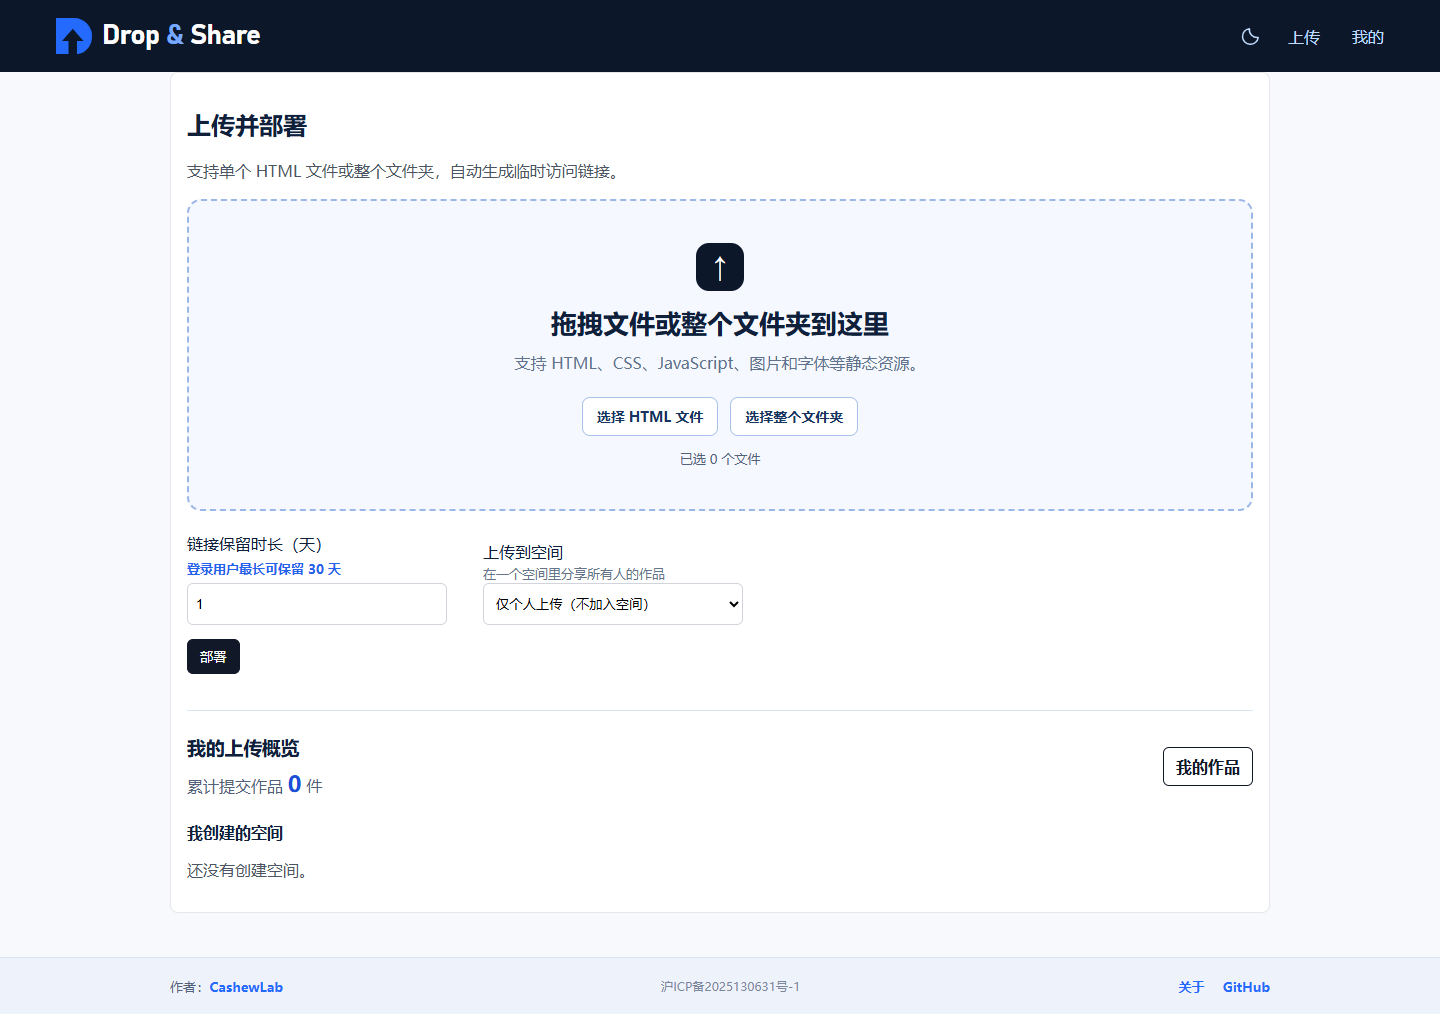 Drop & Share
上传
我的
上传并部署
支持单个 HTML 文件或整个文件夹，自动生成临时访问链接。
↑
拖拽文件或整个文件夹到这里
支持 HTML、CSS、JavaScript、图片和字体等静态资源。
选择 HTML 文件
选择整个文件夹
已选 0 个文件
链接保留时长（天）
登录用户最长可保留 30 天
1
上传到空间
在一个空间里分享所有人的作品
仅个人上传（不加入空间）
部署
我的上传概览
累计提交作品 0 件
我的作品
我创建的空间
还没有创建空间。
作者：CashewLab
沪ICP备2025130631号-1
关于
GitHub